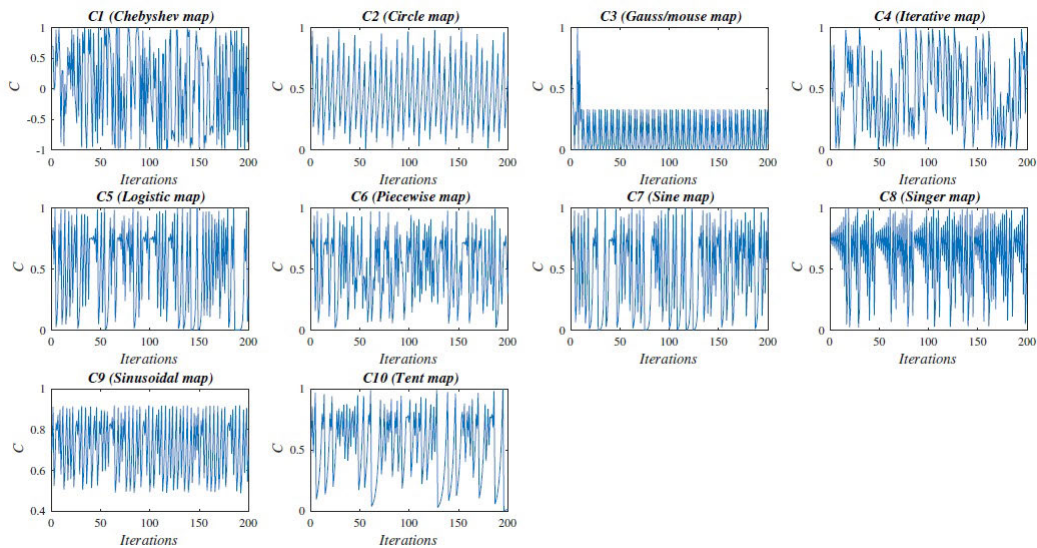 C1 (Chebyshev map)
1
0.5
0
-0.5
-1
C
0 50 100 150 200
Iterations
C2 (Circle map)
1
0.5
0
C
0 50 100 150 200
Iterations
C3 (Gauss/mouse map)
1
0.5
0
C
0 50 100 150 200
Iterations
C4 (Iterative map)
1
0.5
0
C
0 50 100 150 200
Iterations
C5 (Logistic map)
1
0.5
0
C
0 50 100 150 200
Iterations
C6 (Piecewise map)
1
0.5
0
C
0 50 100 150 200
Iterations
C7 (Sine map)
1
0.5
0
C
0 50 100 150 200
Iterations
C8 (Singer map)
1
0.5
0
C
0 50 100 150 200
Iterations
C9 (Sinusoidal map)
1
0.8
0.6
0.4
C
0 50 100 150 200
Iterations
C10 (Tent map)
1
0.5
0
C
0 50 100 150 200
Iterations